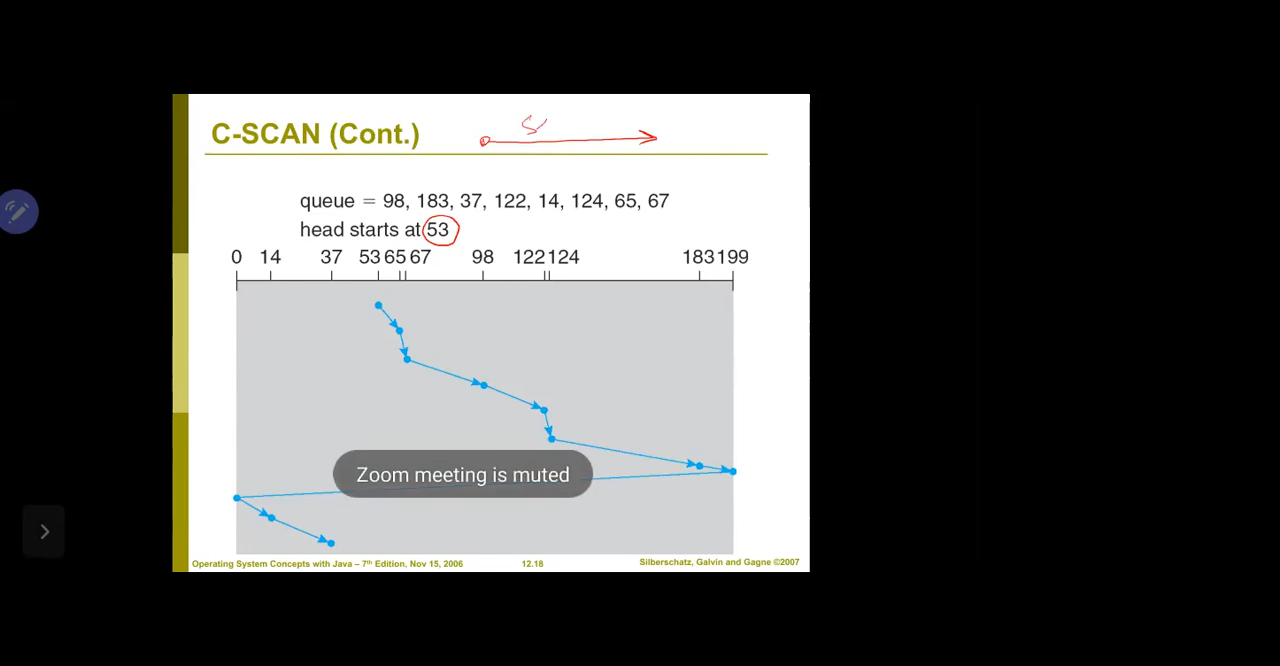 C-SCAN (Cont.)
queue = 98, 183, 37, 122, 14, 124, 65, 67
head starts at 53
0 14 37 53 65 67 98 122 124 183 199
Zoom meeting is muted
Operating System Concepts with Java – 7th Edition, Nov 15, 2006 12.18 Silberschatz, Galvin and Gagne ©2007